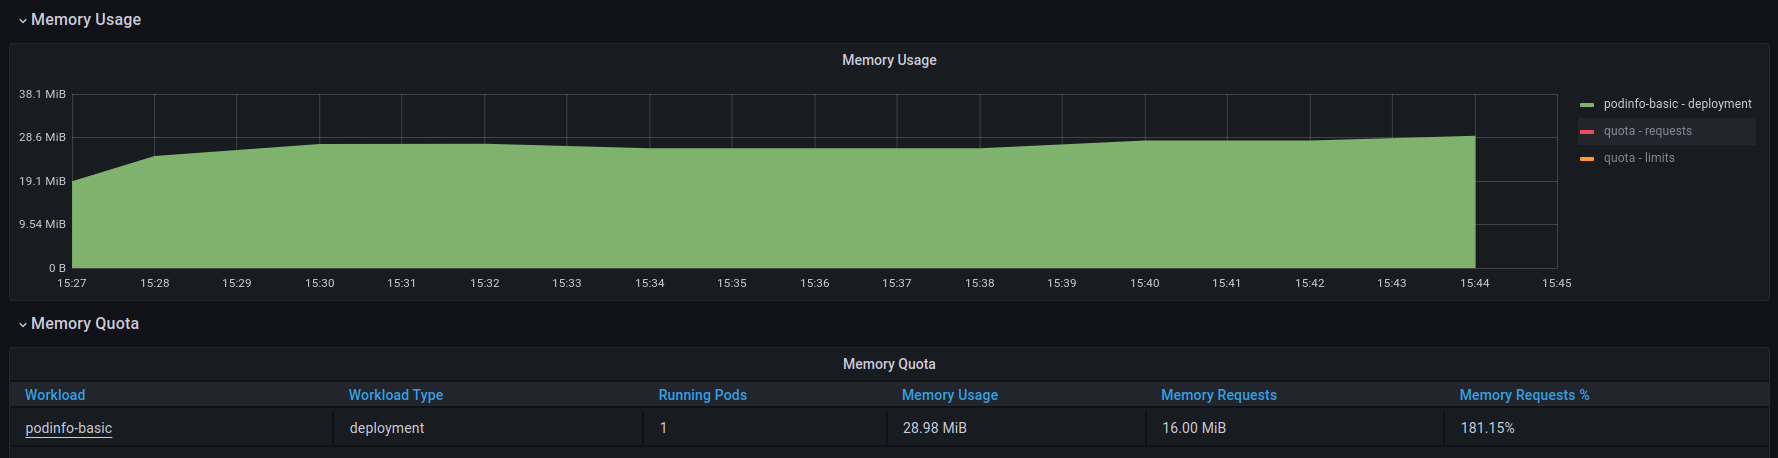 Memory Usage
Memory Usage
38.1 MiB
28.6 MiB
19.1 MiB
9.54 MiB
0 B
15:27 15:28 15:29 15:30 15:31 15:32 15:33 15:34 15:35 15:36 15:37 15:38 15:39 15:40 15:41 15:42 15:43 15:44 15:45
podinfo-basic - deployment
quota - requests
quota - limits
Memory Quota
Memory Quota
Workload Workload Type Running Pods Memory Usage Memory Requests Memory Requests %
podinfo-basic deployment 1 28.98 MiB 16.00 MiB 181.15%